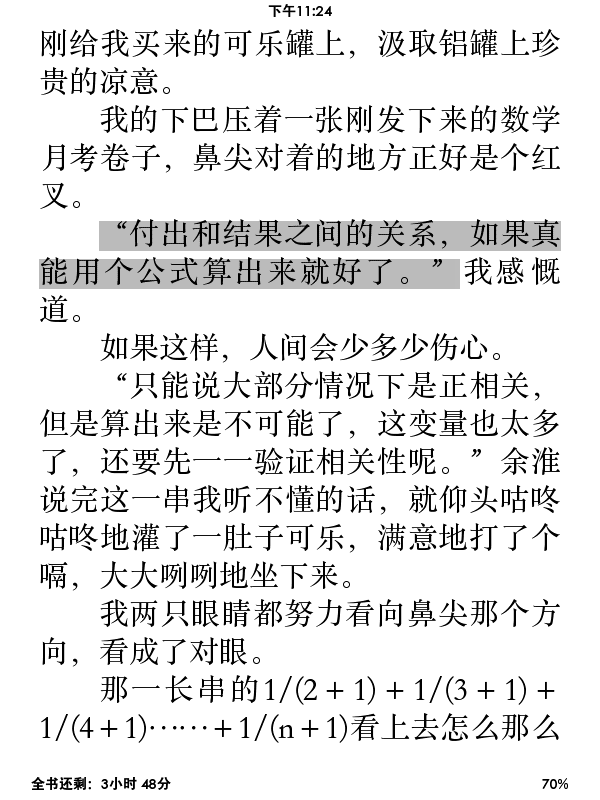 下午11:24
刚给我买来的可乐罐上，汲取铝罐上珍
贵的凉意。
我的下巴压着一张刚发下来的数学
月考卷子，鼻尖对着的地方正好是个红
叉。
“付出和结果之间的关系，如果真
能用个公式算出来就好了。”我感慨
道。
如果这样，人间会少多少伤心。
“只能说大部分情况下是正相关，
但是算出来是不可能了，这变量也太多
了，还要先一一验证相关性呢。”余淮
说完这一串我听不懂的话，就仰头咕咚
咕咚地灌了一肚子可乐，满意地打了个
嗝，大大咧咧地坐下来。
我两只眼睛都努力看向鼻尖那个方
向，看成了对眼。
那一长串的1/(2＋1)＋1/(3＋1)＋
1/(4＋1)……＋1/(n＋1)看上去怎么那么
全书还剩：3小时 48分 70%